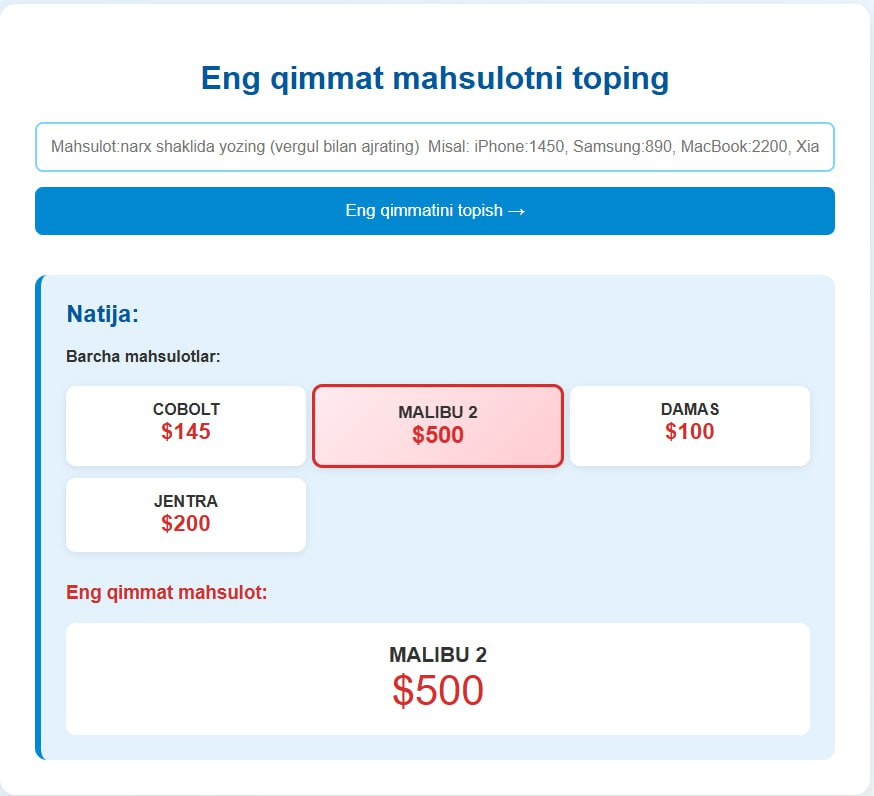 Eng qimmat mahsulotni toping
Mahsulot:narx shaklida yozing (vergul bilan ajrating)  Misal: iPhone:1450, Samsung:890, MacBook:2200, Xia
Eng qimmatini topish →
Natija:
Barcha mahsulotlar:
COBOLT
$145
MALIBU 2
$500
DAMAS
$100
JENTRA
$200
Eng qimmat mahsulot:
MALIBU 2
$500